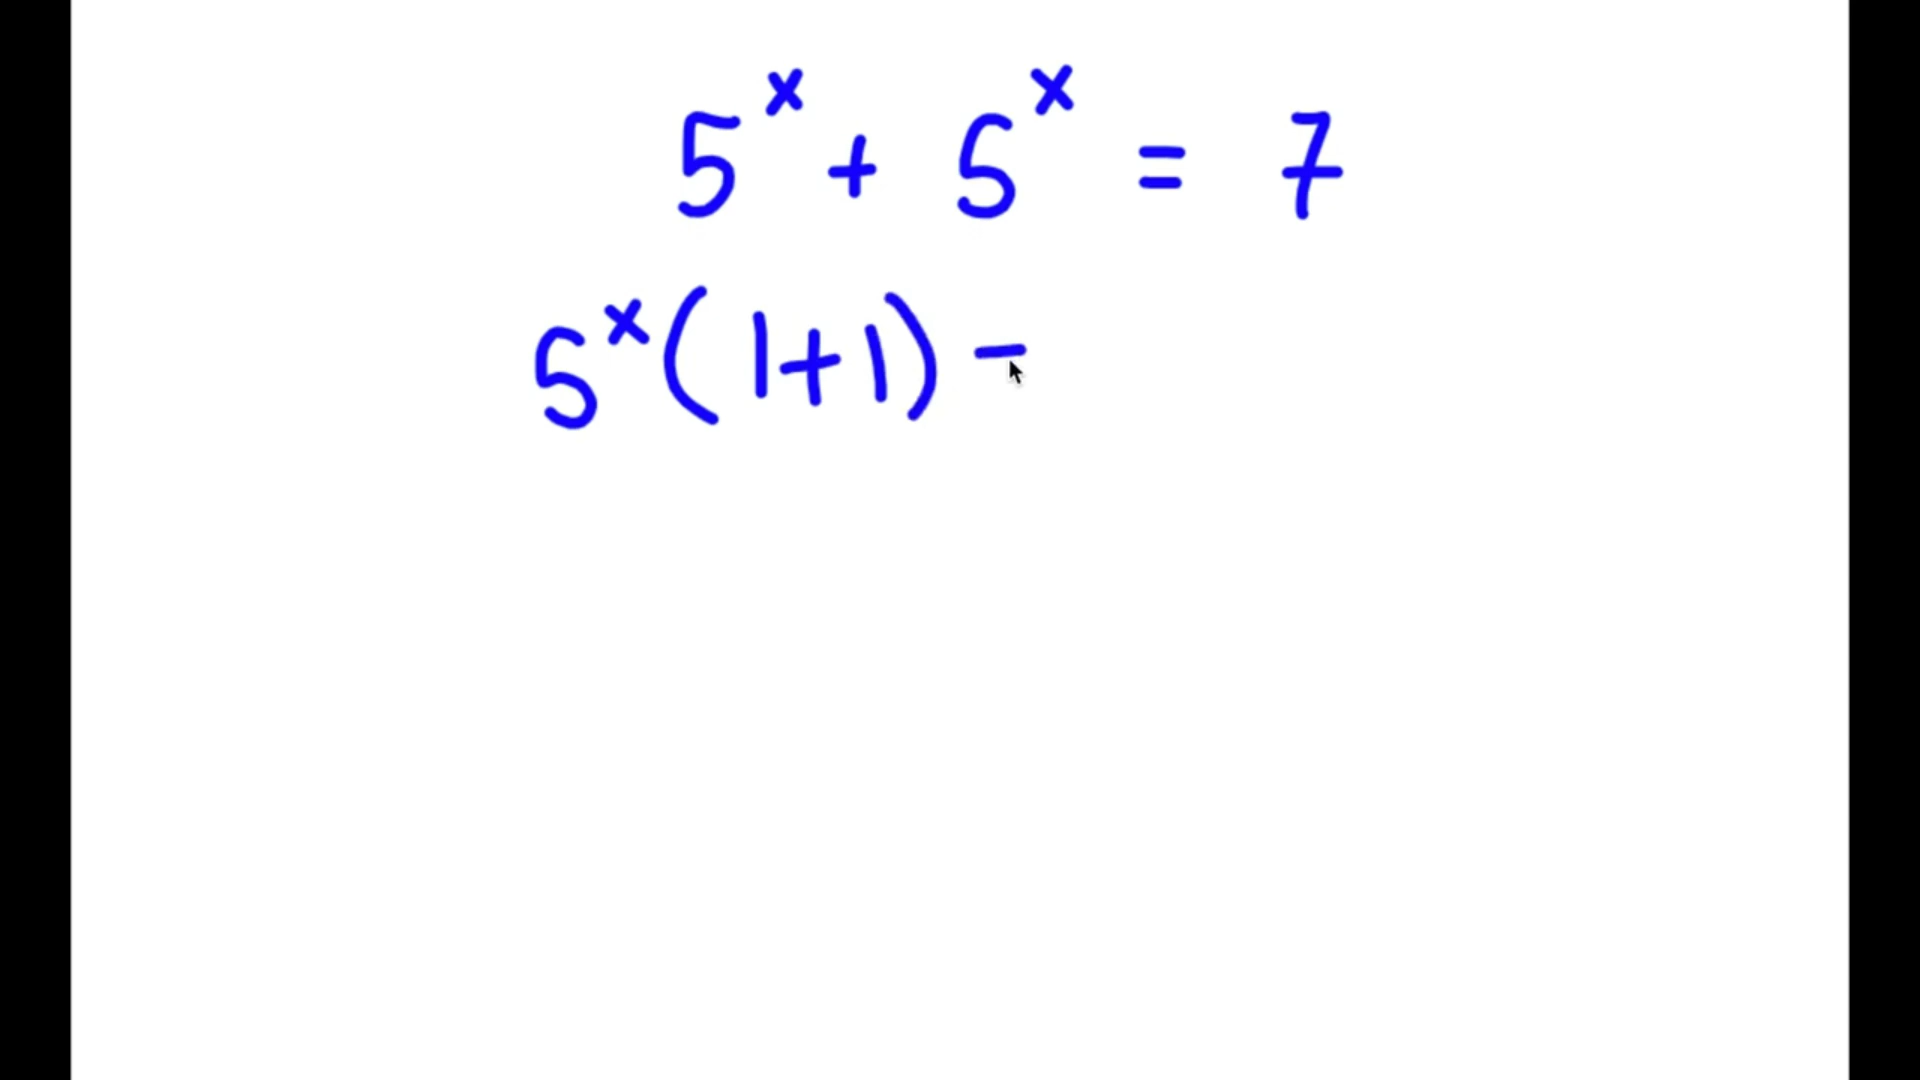 5^x + 5^x = 7
5^x(1+1) -